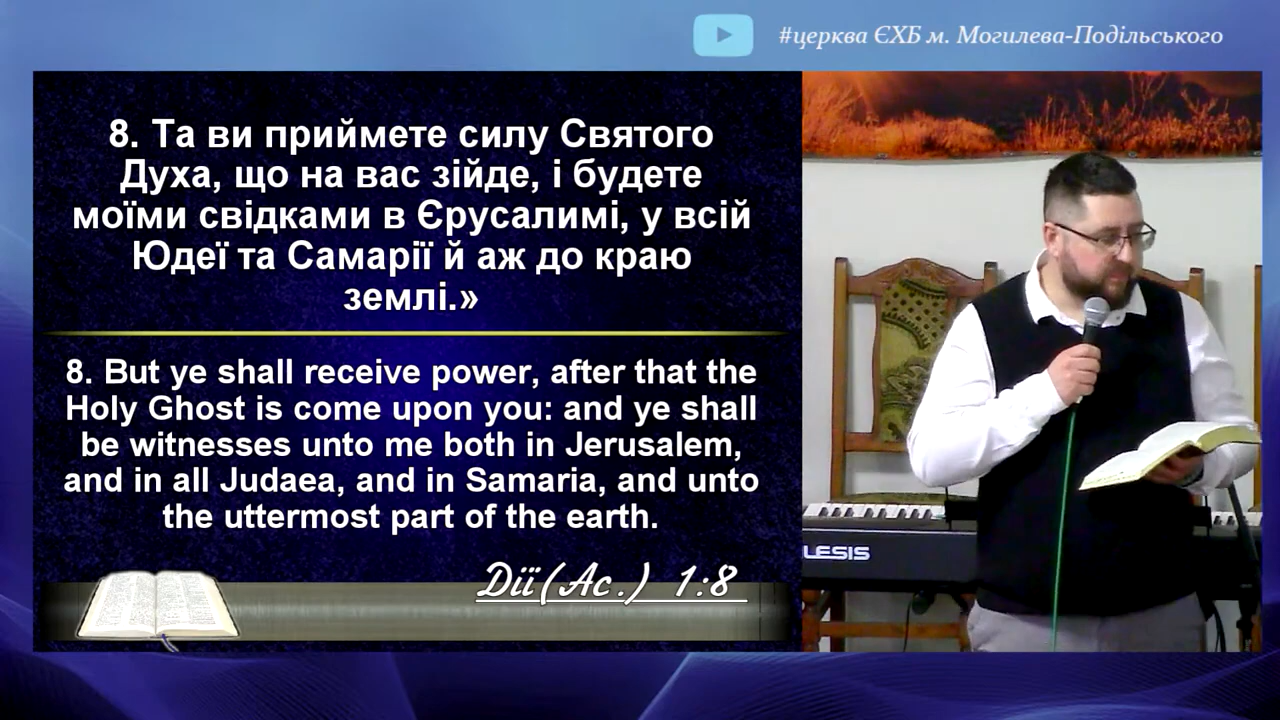 #церква ЄХБ м. Могилева-Подільського
8. Та ви приймете силу Святого
Духа, що на вас зійде, і будете
моїми свідками в Єрусалимі, у всій
Юдеї та Самарії й аж до краю
землі.»
8. But ye shall receive power, after that the
Holy Ghost is come upon you: and ye shall
be witnesses unto me both in Jerusalem,
and in all Judaea, and in Samaria, and unto
the uttermost part of the earth.
Дії(Ac.) 1:8
LESIS